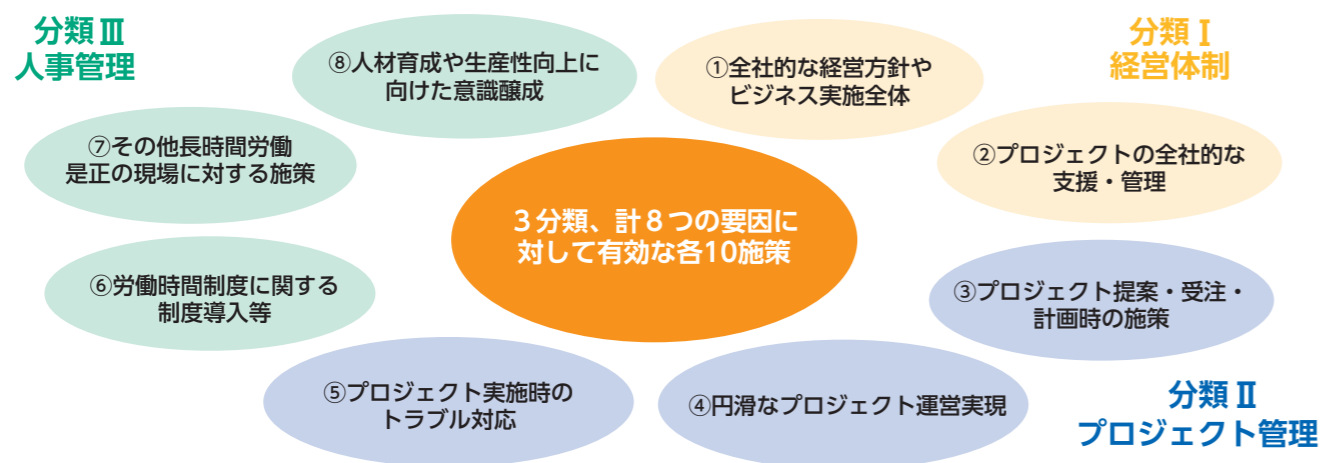 分類Ⅰ
経営体制
①全社的な経営方針や
ビジネス実施全体
②プロジェクトの全社的な
支援・管理
分類Ⅱ
プロジェクト管理
③プロジェクト提案・受注・
計画時の施策
④円滑なプロジェクト運営実現
⑤プロジェクト実施時の
トラブル対応
分類Ⅲ
人事管理
⑥労働時間制度に関する
制度導入等
⑦その他長時間労働
是正の現場に対する施策
⑧人材育成や生産性向上に
向けた意識醸成
３分類、計８つの要因に
対して有効な各10施策